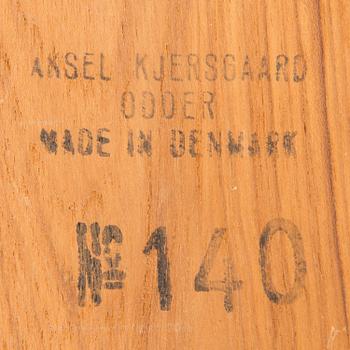 AKSEL KJERSGAARD
ODDER
MADE IN DENMARK
№ 140